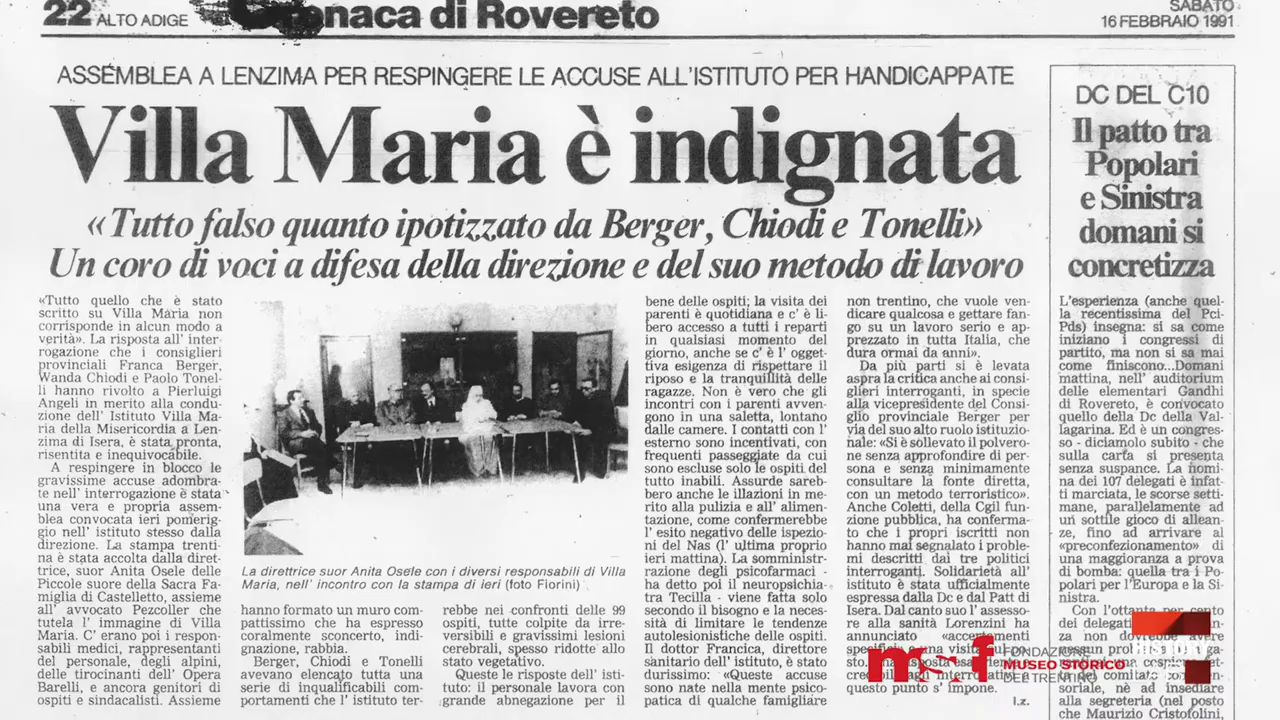 22 ALTO ADIGE
Cronaca di Rovereto
SABATO
16 FEBBRAIO 1991
ASSEMBLEA A LENZIMA PER RESPINGERE LE ACCUSE ALL'ISTITUTO PER HANDICAPPATE
Villa Maria è indignata
«Tutto falso quanto ipotizzato da Berger, Chiodi e Tonelli»
Un coro di voci a difesa della direzione e del suo metodo di lavoro
«Tutto quello che è stato
scritto su Villa Maria non
corrisponde in alcun modo a
verità». La risposta all' inter-
rogazione che i consiglieri
provinciali Franca Berger,
Wanda Chiodi e Paolo Tonel-
li hanno rivolto a Pierluigi
Angeli in merito alla condu-
zione dell' Istituto Villa Ma-
ria della Misericordia a Len-
zima di Isera, è stata pronta,
risentita e inequivocabile.
A respingere in blocco le
gravissime accuse adombra-
te nell' interrogazione è stata
una vera e propria assem-
blea convocata ieri pomerig-
gio nell' istituto stesso dalla
direzione. La stampa trenti-
na è stata accolta dalla diret-
trice, suor Anita Osele delle
Piccole suore della Sacra Fa-
miglia di Castelletto, assieme
all' avvocato Pezcoller che
tutela l' immagine di Villa
Maria. C' erano poi i respon-
sabili medici, rappresentanti
del personale, degli alpini,
delle tirocinanti dell' Opera
Barelli, e ancora genitori di
ospiti e sindacalisti. Assieme
La direttrice suor Anita Osele con i diversi responsabili di Villa
Maria, nell' incontro con la stampa di ieri (foto Fiorini)
hanno formato un muro com-
pattissimo che ha espresso
coralmente sconcerto, indi-
gnazione, rabbia.
Berger, Chiodi e Tonelli
avevano elencato tutta una
serie di inqualificabili com-
portamenti che l' istituto ter-
rebbe nei confronti delle 99
ospiti, tutte colpite da irre-
versibili e gravissimi lesioni
cerebrali, spesso ridotte allo
stato vegetativo.
Queste le risposte dell' isti-
tuto: il personale lavora con
grande abnegazione per il
bene delle ospiti; la visita dei
parenti è quotidiana e c' è li-
bero accesso a tutti i reparti
in qualsiasi momento del
giorno, anche se c' è l' ogget-
tiva esigenza di rispettare il
riposo e la tranquillità delle
ragazze. Non è vero che gli
incontri con i parenti avven-
gono in una saletta, lontano
dalle camere. I contatti con l'
esterno sono incentivati, con
frequenti passeggiate da cui
sono escluse solo le ospiti del
tutto inabili. Assurde sareb-
bero anche le illazioni in me-
rito alla pulizia e all' alimen-
tazione, come confermerebbe
l' esito negativo delle ispezio-
ni del Nas (l' ultima proprio
ieri mattina). La somministra-
razione degli psicofarmaci -
ha detto poi il neuropsichia-
tra Tecilla - viene fatta solo
secondo il bisogno e la neces-
sità di limitare le tendenze
autolesionistiche delle ospiti.
Il dottor Francica, direttore
sanitario dell' istituto, è stato
durissimo: «Queste accuse
sono nate nella mente psico-
patica di qualche famigliare
non trentino, che vuole ven-
dicare qualcosa e gettare fan-
go su un lavoro serio e ap-
prezzato in tutta Italia, che
dura ormai da anni».
Da più parti si è levata
aspra la critica anche ai consi-
glieri interroganti, in specie
alla vicepresidente del Consi-
glio provinciale Berger per
via del suo alto ruolo istituzio-
nale: «Si è sollevato il polvero-
ne senza approfondire di per-
sona e senza minimamente
consultare la fonte diretta,
con un metodo terroristico».
Anche Coletti, della Cgil fun-
zione pubblica, ha conferma-
to che i propri iscritti non
hanno mai segnalato i proble-
mi descritti dai tre politici
interroganti. Solidarietà all'
istituto è stata ufficialmente
espressa dalla Dc e dal Patt di
Isera. Dal canto suo l' assesso-
re alla sanità Lorenzini ha
annunciato «accertamenti
questo punto s' impone.
l.z.
DC DEL C10
Il patto tra
Popolari
e Sinistra
domani si
concretizza
L'esperienza (anche quel-
la recentissima del Pci-
Pds) insegna: si sa come
iniziano i congressi di
partito, ma non si sa mai
come finiscono...Domani
mattina, nell' auditorium
delle elementari Gandhi
di Rovereto, è convocato
quello della Dc della Val-
lagarina. Ed è un congres-
so - diciamolo subito - che
sulla carta si presenta
senza suspance. La nomi-
na dei 107 delegati è infat-
ti marciata, le scorse setti-
mane, parallelamente ad
un sottile gioco di allean-
ze, fino ad arrivare al
«preconfezionamento» di
una maggioranza a prova
di bomba: quella tra i Po-
polari per l'Europa e la Si-
nistra.
Con l'ottanta per cento
dei delegati
za non dovrebbe avere
alla segreteria (nel posto
che Maurizio Cristofolini,
msf
FONDAZIONE
MUSEO STORICO
DEL TRENTINO
HISTORY
LAB